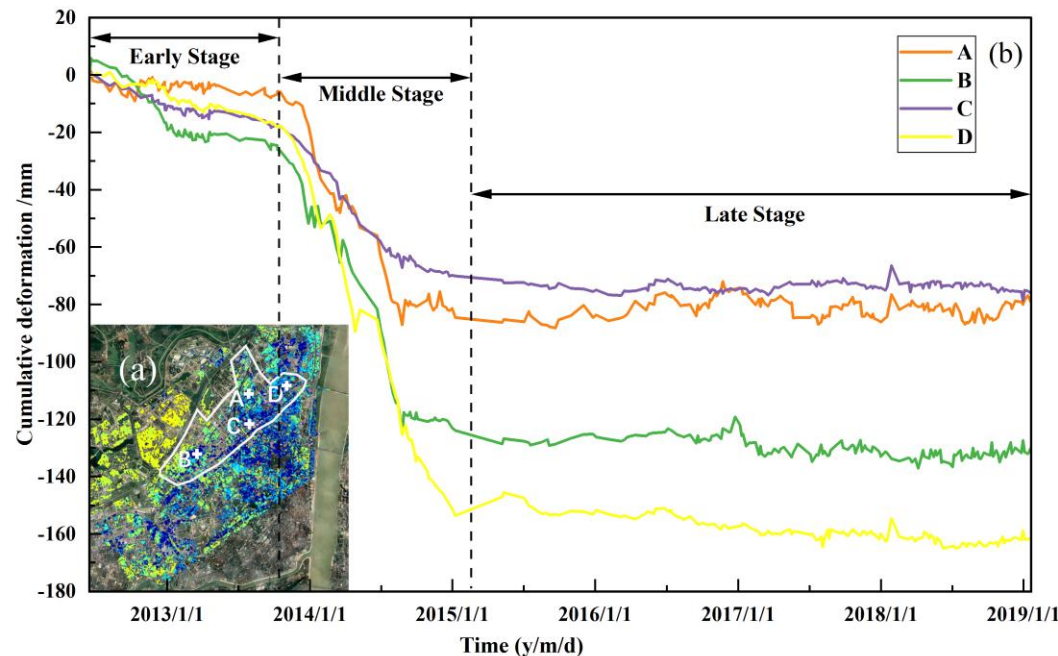 20
0
-20
-40
-60
-80
-100
-120
-140
-160
-180
Cumulative deformation /mm
Early Stage
Middle Stage
Late Stage
(b)
A
B
C
D
(a)
A
D
C
B
2013/1/1
2014/1/1
2015/1/1
2016/1/1
2017/1/1
2018/1/1
2019/1/1
Time (y/m/d)